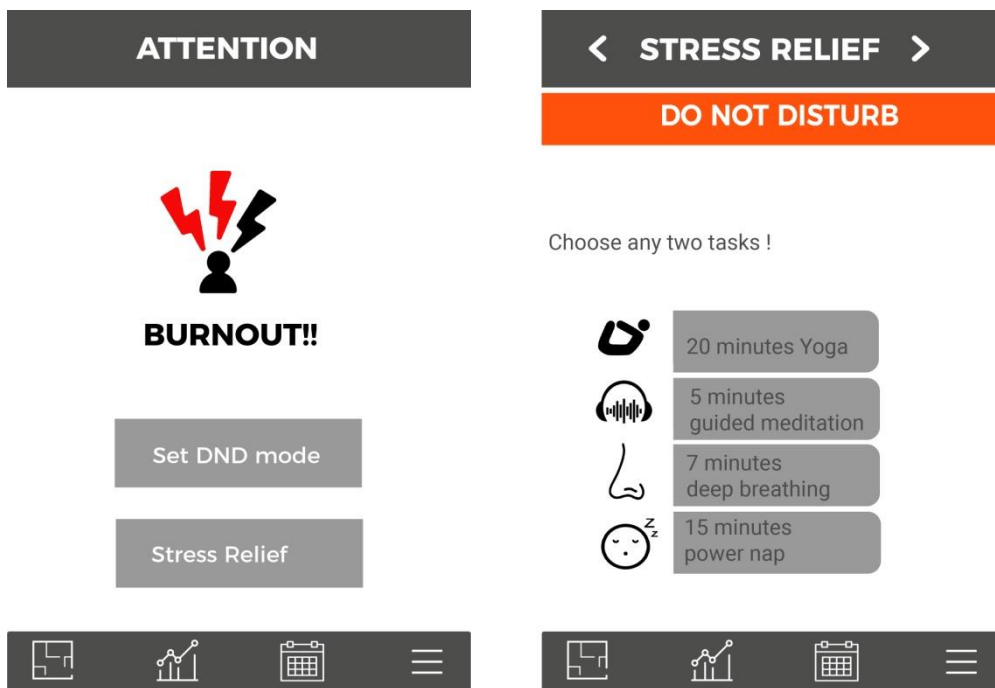 ATTENTION
BURNOUT!!
Set DND mode
Stress Relief
< STRESS RELIEF >
DO NOT DISTURB
Choose any two tasks !
20 minutes Yoga
5 minutes
guided meditation
7 minutes
deep breathing
z
z
15 minutes
power nap